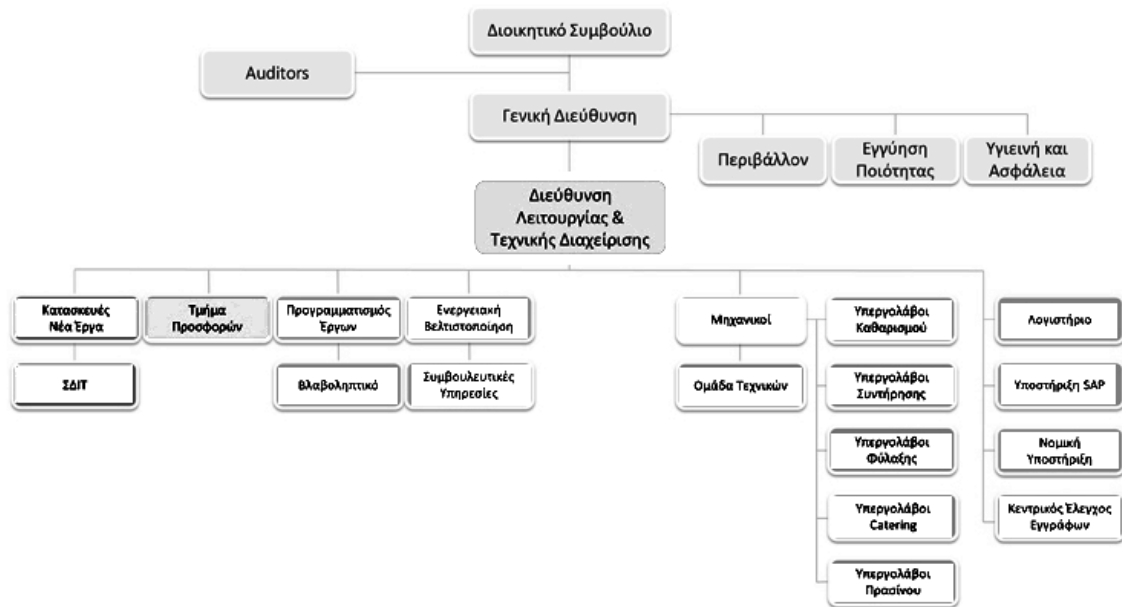 Διοικητικό Συμβούλιο
Auditors
Γενική Διεύθυνση
Περιβάλλον
Εγγύηση
Ποιότητας
Υγιεινή και
Ασφάλεια
Διεύθυνση
Λειτουργίας &
Τεχνικής Διαχείρισης
Κατασκευές
Νέα Έργα
Τμήμα
Προσφορών
Προγραμματισμός
Έργων
Ενεργειακή
Βελτιστοποίηση
Μηχανικοί
Υπεργολάβοι
Καθαρισμού
Λογιστήριο
ΣΔΙΤ
Βλαβοληπτικό
Συμβουλευτικές
Υπηρεσίες
Ομάδα Τεχνικών
Υπεργολάβοι
Συντήρησης
Υποστήριξη SAP
Υπεργολάβοι
Φύλαξης
Νομική
Υποστήριξη
Υπεργολάβοι
Catering
Κεντρικός Έλεγχος
Εγγράφων
Υπεργολάβοι
Πρασίνου